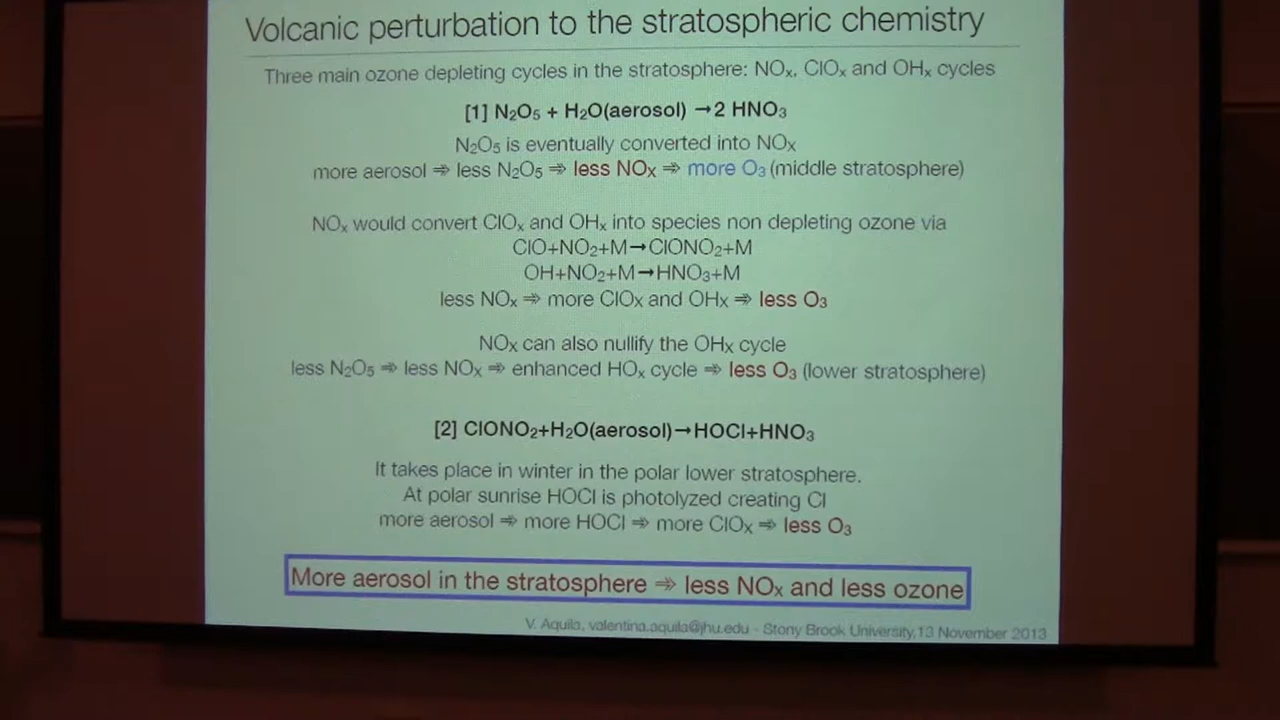 Volcanic perturbation to the stratospheric chemistry
Three main ozone depleting cycles in the stratosphere: NOₓ, ClOₓ and OHₓ cycles
[1] N₂O₅ + H₂O(aerosol) →2 HNO₃
N₂O₅ is eventually converted into NOₓ
more aerosol ⇒ less N₂O₅ ⇒ less NOₓ ⇒ more O₃ (middle stratosphere)
NOₓ would convert ClOₓ and OHₓ into species non depleting ozone via
ClO+NO₂+M→ClONO₂+M
OH+NO₂+M→HNO₃+M
less NOₓ ⇒ more ClOx and OHx ⇒ less O₃
NOx can also nullify the OHₓ cycle
less N₂O₅ ⇒ less NOₓ ⇒ enhanced HOₓ cycle ⇒ less O₃ (lower stratosphere)
[2] ClONO₂+H₂O(aerosol)→HOCl+HNO₃
It takes place in winter in the polar lower stratosphere.
At polar sunrise HOCl is photolyzed creating Cl
more aerosol ⇒ more HOCl ⇒ more ClOₓ ⇒ less O₃
More aerosol in the stratosphere ⇒ less NOₓ and less ozone
V. Aquila, valentina.aquila@jhu.edu - Stony Brook University,13 November 2013